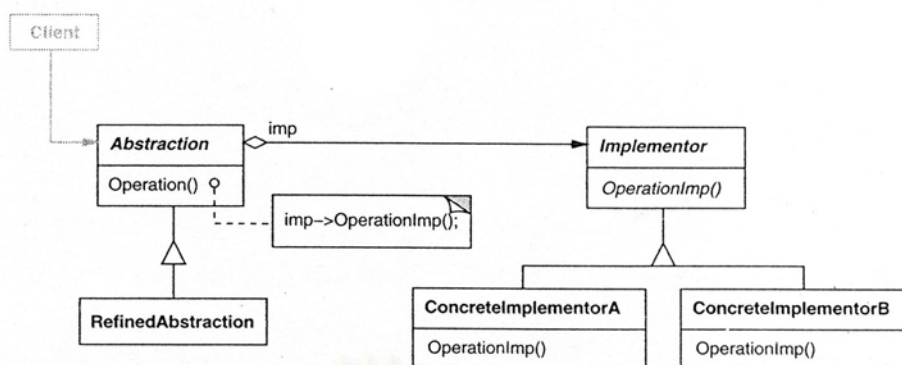 Client
imp
Abstraction
Implementor
Operation()
OperationImp()
imp->OperationImp();
RefinedAbstraction
ConcreteImplementorA
ConcreteImplementorB
OperationImp()
OperationImp()